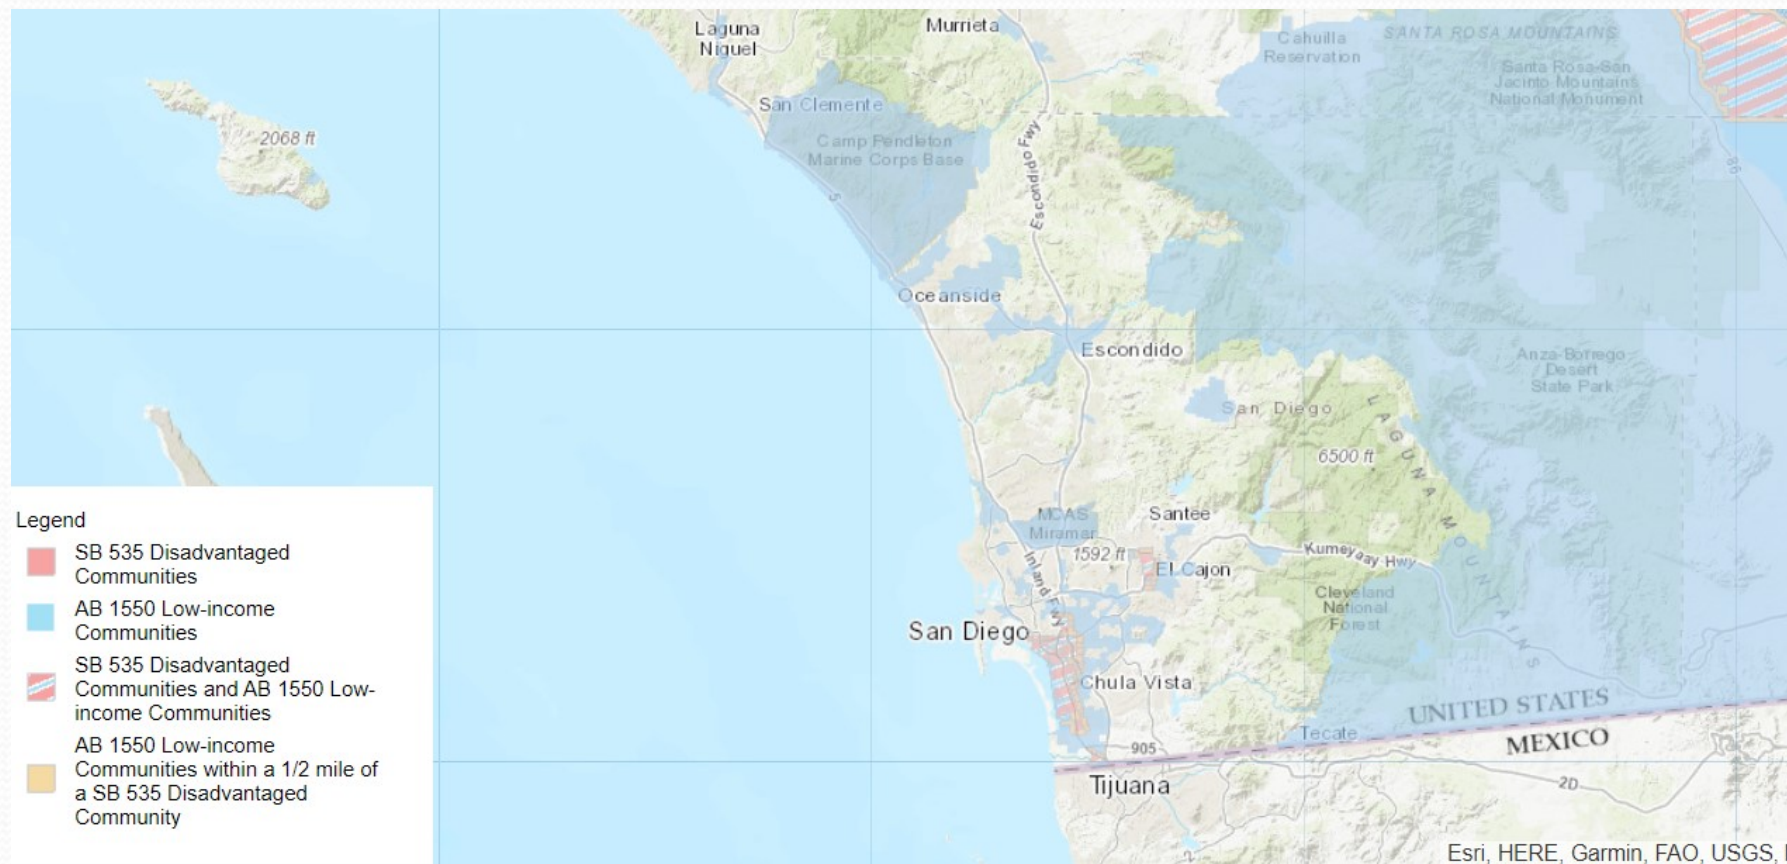 Laguna
Niguel
Murrieta
Cahuilla
Reservation
SANTA ROSA MOUNTAINS
Santa Rosa-San
Jacinto Mountains
National Monument
2068 ft
San Clemente
Camp Pendleton
Marine Corps Base
Escondido Fwy
5
86
Oceanside
Escondido
Anza-Borrego
Desert
State Park
San Diego
LAGUNA MOUNTAINS
6500 ft
MCAS
Miramar
Santee
1592 ft
El Cajon
Kumeyaay Hwy
Inland Fwy
Cleveland
National
Forest
San Diego
Chula Vista
UNITED STATES
MEXICO
Tecate
905
Tijuana
2D
2
Legend
SB 535 Disadvantaged
Communities
AB 1550 Low-income
Communities
SB 535 Disadvantaged
Communities and AB 1550 Low-
income Communities
AB 1550 Low-income
Communities within a 1/2 mile of
a SB 535 Disadvantaged
Community
Esri, HERE, Garmin, FAO, USGS,